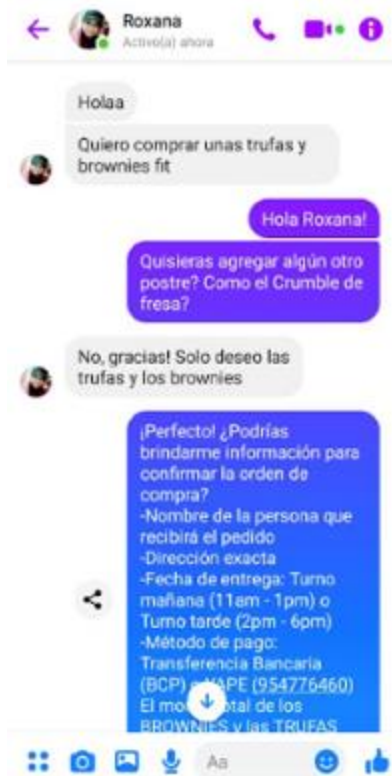 Roxana
Activo(a) ahora
Holaa
Quiero comprar unas trufas y
brownies fit
Hola Roxana!
Quisieras agregar algún otro
postre? Como el Crumble de
fresa?
No, gracias! Solo deseo las
trufas y los brownies
¡Perfecto! ¿Podrías
brindarme información para
confirmar la orden de
compra?
-Nombre de la persona que
recibirá el pedido
-Dirección exacta
-Fecha de entrega: Turno
mañana (11am - 1pm) o
Turno tarde (2pm - 6pm)
-Método de pago:
Transferencia Bancaria
(BCP) (954776460)
El de los
BROWNIES y las TRUFAS
Aa